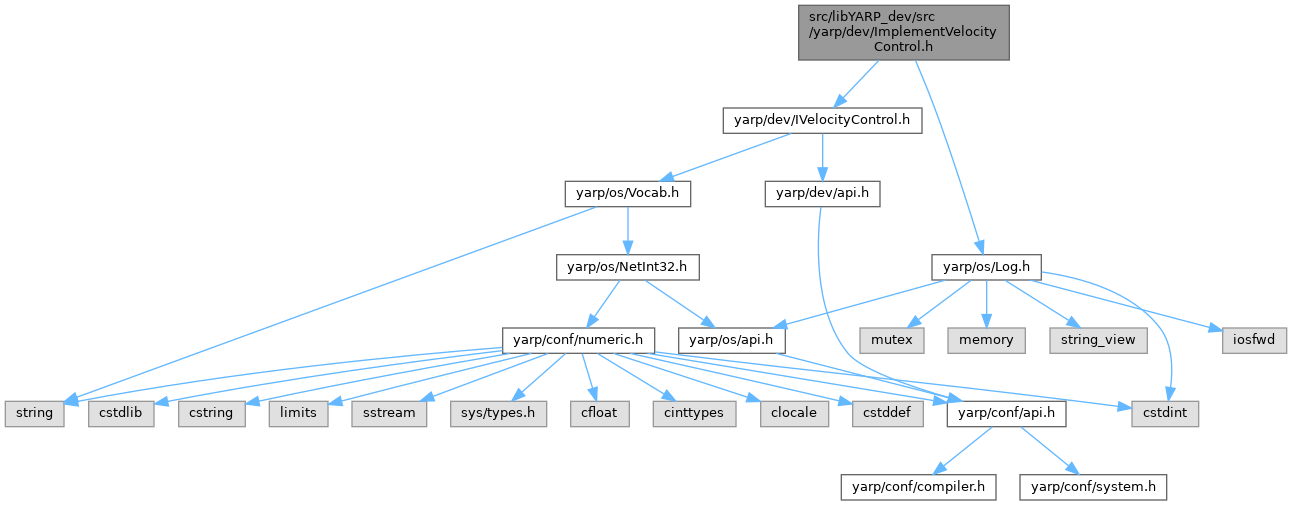 src/libYARP_dev/src
/yarp/dev/ImplementVelocity
Control.h
yarp/dev/IVelocityControl.h
yarp/os/Vocab.h
yarp/dev/api.h
yarp/os/NetInt32.h
yarp/os/Log.h
yarp/conf/numeric.h
yarp/os/api.h
mutex
memory
string_view
iosfwd
string
cstdlib
cstring
limits
sstream
sys/types.h
cfloat
cinttypes
clocale
cstddef
yarp/conf/api.h
cstdint
yarp/conf/compiler.h
yarp/conf/system.h